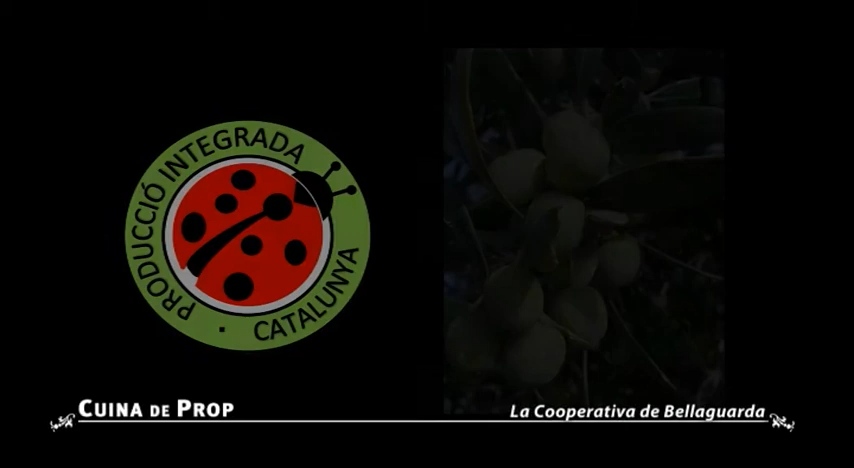 PRODUCCIÓ INTEGRADA
· CATALUNYA
CUINA DE PROP
La Cooperativa de Bellaguarda